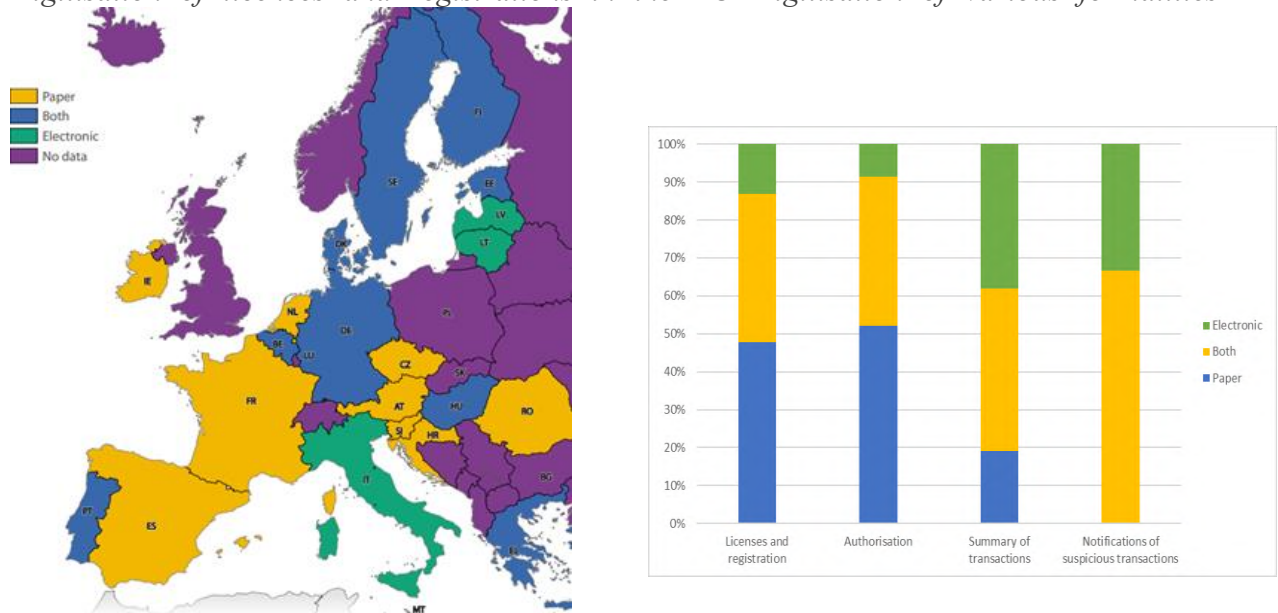 Paper
Both
Electronic
No data
FI
SE
EE
LV
LT
DK
IE
NL
PL
DE
BE
LU
CZ
SK
FR
AT
HU
RO
SI
HR
IT
BG
PT
ES
EL
MT
100%
90%
80%
70%
60%
50%
40%
30%
20%
10%
0%
Licenses and
registration
Authorisation
Summary of
transactions
Notifications of
suspicious transactions
Electronic
Both
Paper